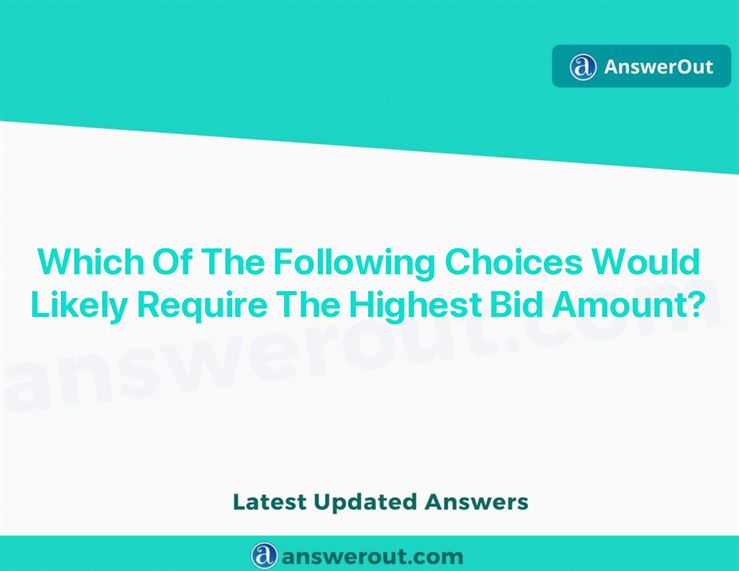 AnswerOut
Which Of The Following Choices Would
Likely Require The Highest Bid Amount?
answerout.com
Latest Updated Answers
answerout.com